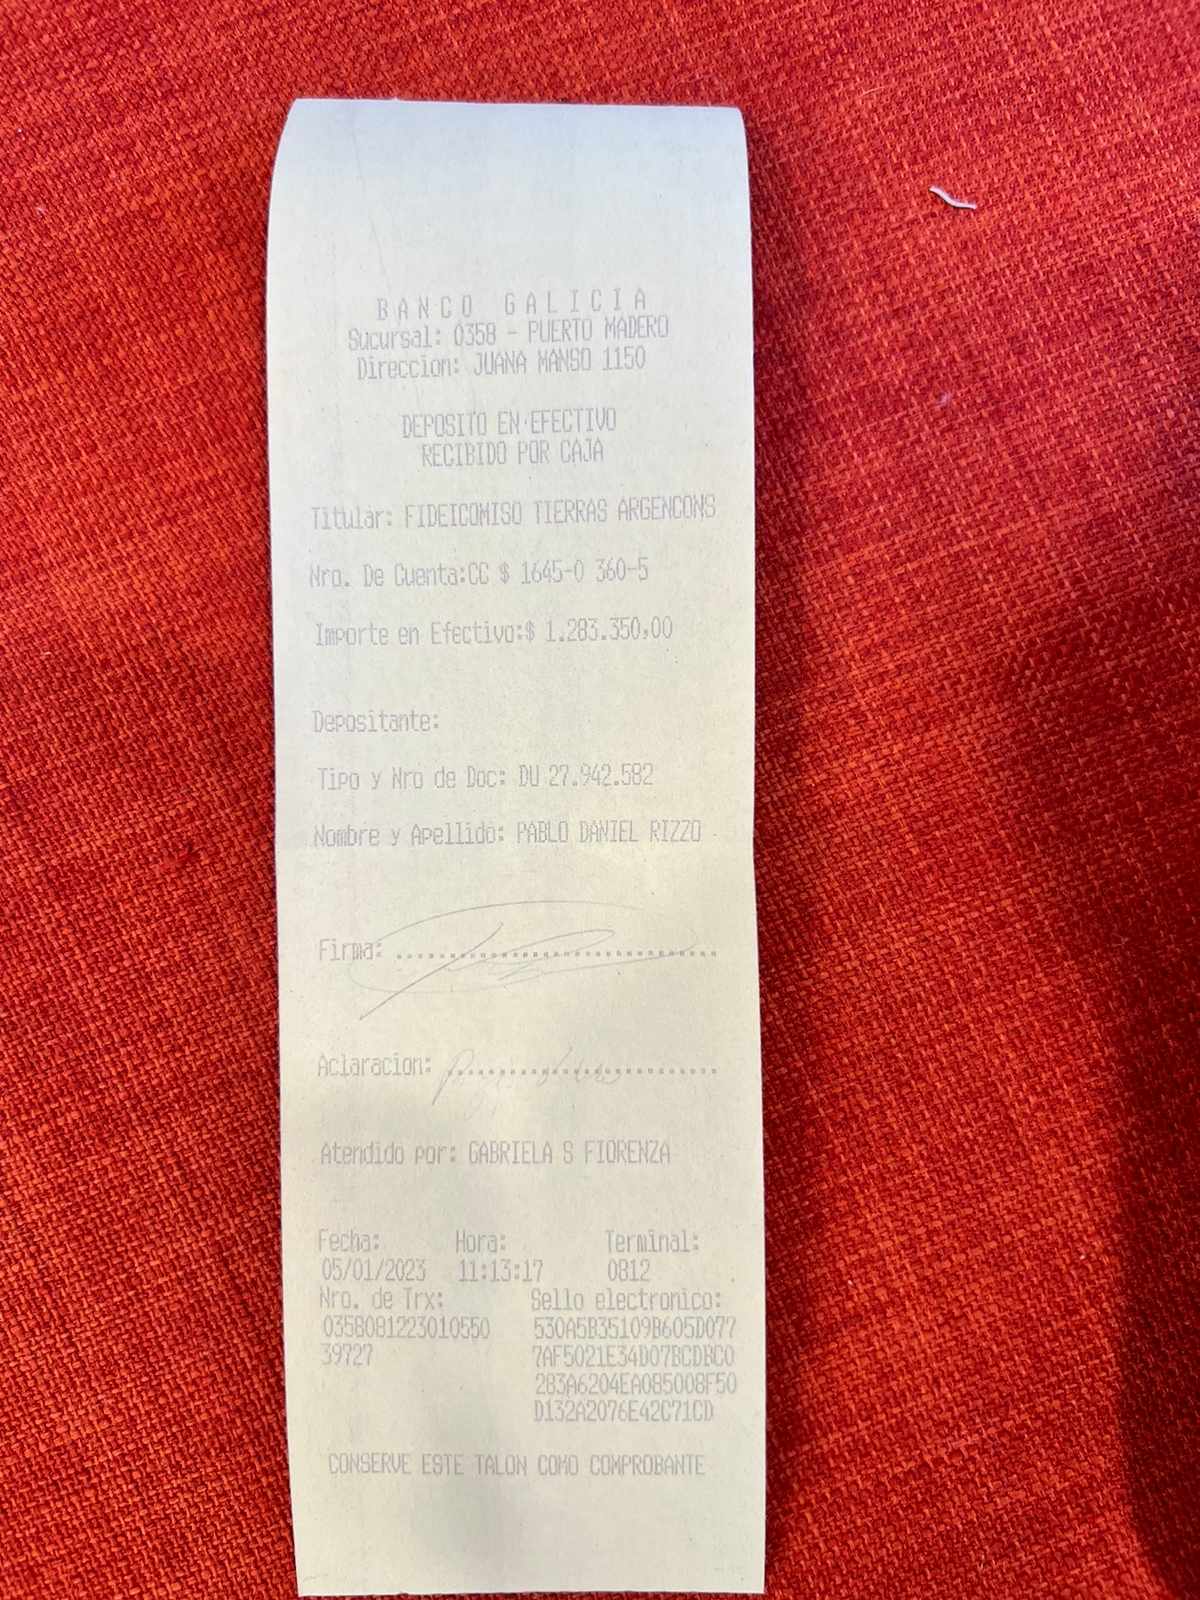 BANCO GALICIA
Sucursal: 0358 - PUERTO MADERO
Direccion: JUANA MANSO 1150
DEPOSITO EN EFECTIVO
RECIBIDO POR CAJA
Titular: FIDEICOMISO TIERRAS ARGENCONS
Nro. De Cuenta:CC $ 1645-0 360-5
Importe en Efectivo:$ 1.283.350,00
Depositante:
Tipo y Nro de Doc: DU 27.942.582
Nombre y Apellido: PABLO DANIEL RIZZO
Firma:
Aclaracion:
Atendido por: GABRIELA S FIORENZA
Fecha: Hora: Terminal:
05/01/2023 11:13:17 0812
Nro. de Trx: Sello electronico:
0358081223010550 530A5B35109B605D077
39727 7AF5021E34D07BCDBC0
283A6204EA085008F50
D132A2076E42C71CD
CONSERVE ESTE TALON COMO COMPROBANTE